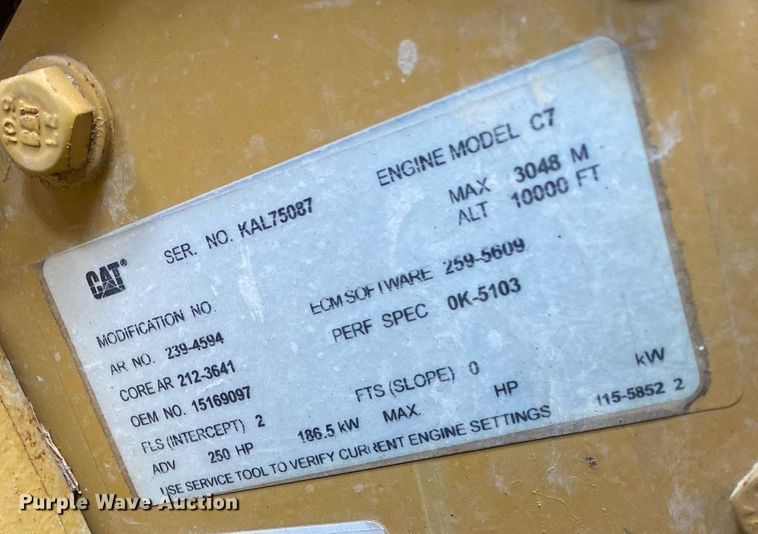 CAT®
SER. NO. KAL75087
ENGINE MODEL C7
MAX 3048 M
ALT 10000 FT
MODIFICATION NO.
ECM SOFTWARE 259-5609
AR NO. 239-4594
PERF SPEC 0K-5103
CORE AR 212-3641
OEM NO. 15169097
FLS (INTERCEPT) 2
FTS (SLOPE) 0
ADV 250 HP 186.5 kW MAX. HP kW
USE SERVICE TOOL TO VERIFY CURRENT ENGINE SETTINGS
115-5852 2
Purple Wave Auction